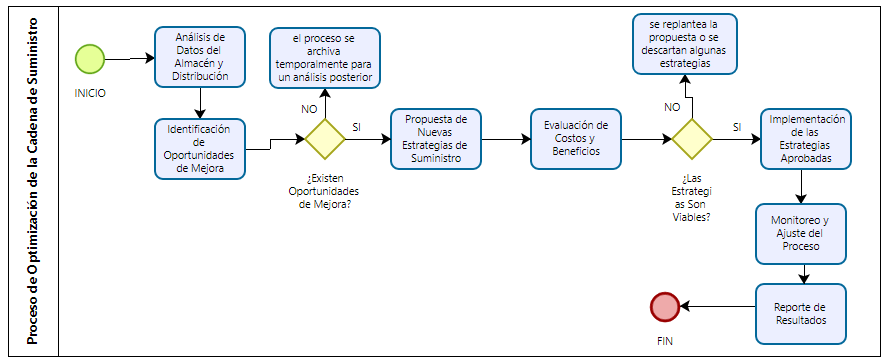 Proceso de Optimización de la Cadena de Suministro
INICIO
Análisis de
Datos del
Almacén y
Distribución
Identificación
de
Oportunidades
de Mejora
el proceso se
archiva
temporalmente para
un análisis posterior
NO
SI
¿Existen
Oportunidades
de Mejora?
Propuesta de
Nuevas
Estrategias de
Suministro
Evaluación de
Costos y
Beneficios
se replantea la
propuesta o se
descartan algunas
estrategias
NO
SI
¿Las
Estrategi
as Son
Viables?
Implementación
de las
Estrategias
Aprobadas
Monitoreo y
Ajuste del
Proceso
Reporte de
Resultados
FIN